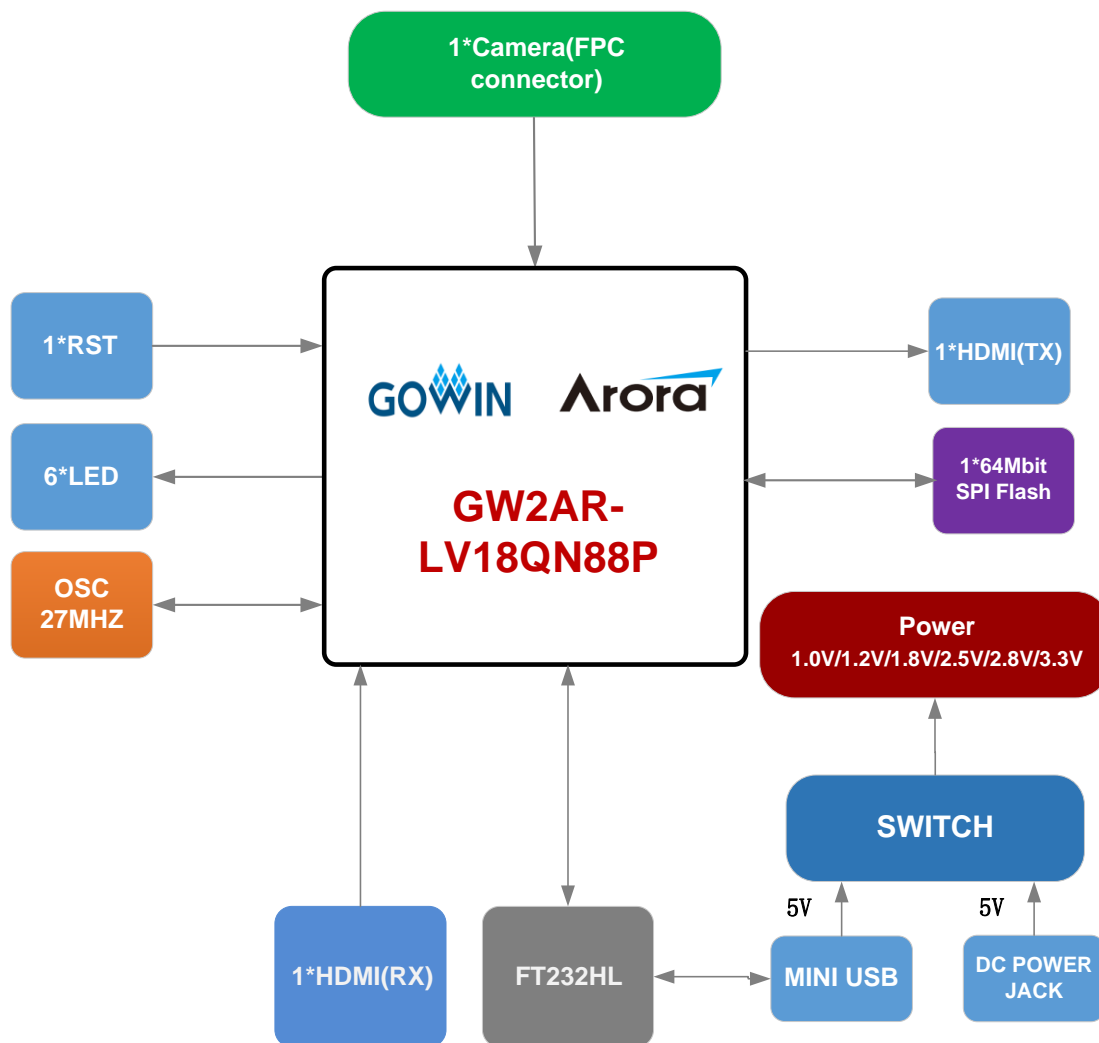 1*Camera(FPC
connector)
1*RST
6*LED
OSC
27MHZ
GOWIN
Arora
GW2AR-
LV18QN88P
1*HDMI(TX)
1*64Mbit
SPI Flash
Power
1.0V/1.2V/1.8V/2.5V/2.8V/3.3V
SWITCH
5V
5V
1*HDMI(RX)
FT232HL
MINI USB
DC POWER
JACK